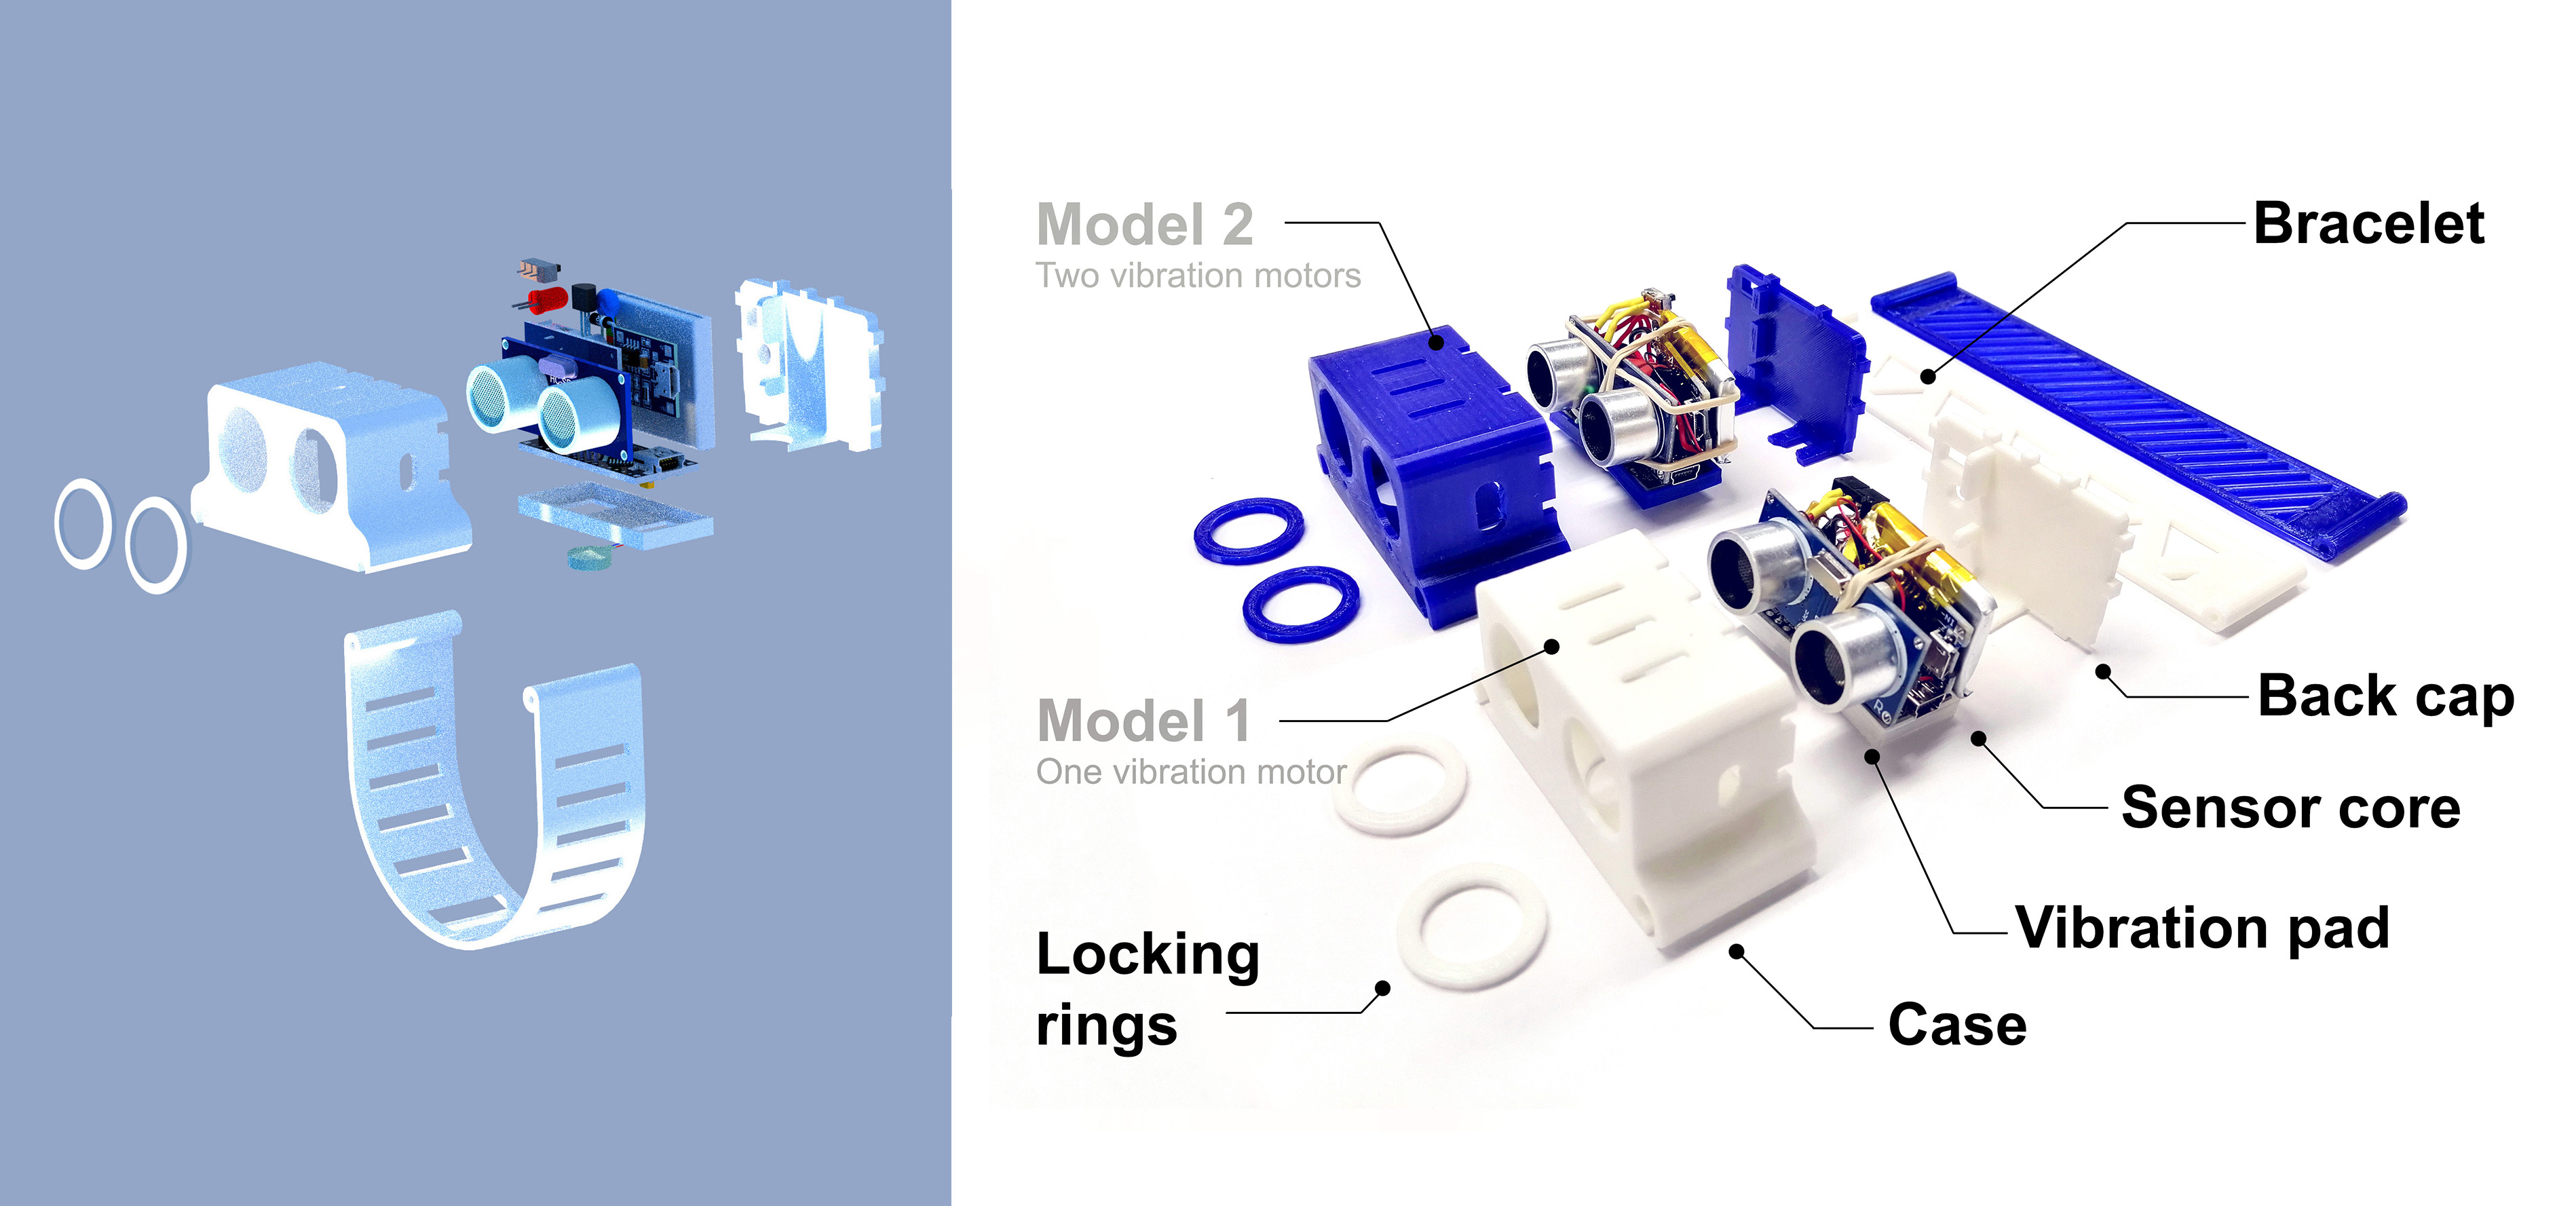 Model 2
Two vibration motors
Bracelet
Model 1
One vibration motor
Back cap
Sensor core
Vibration pad
Locking
rings
Case